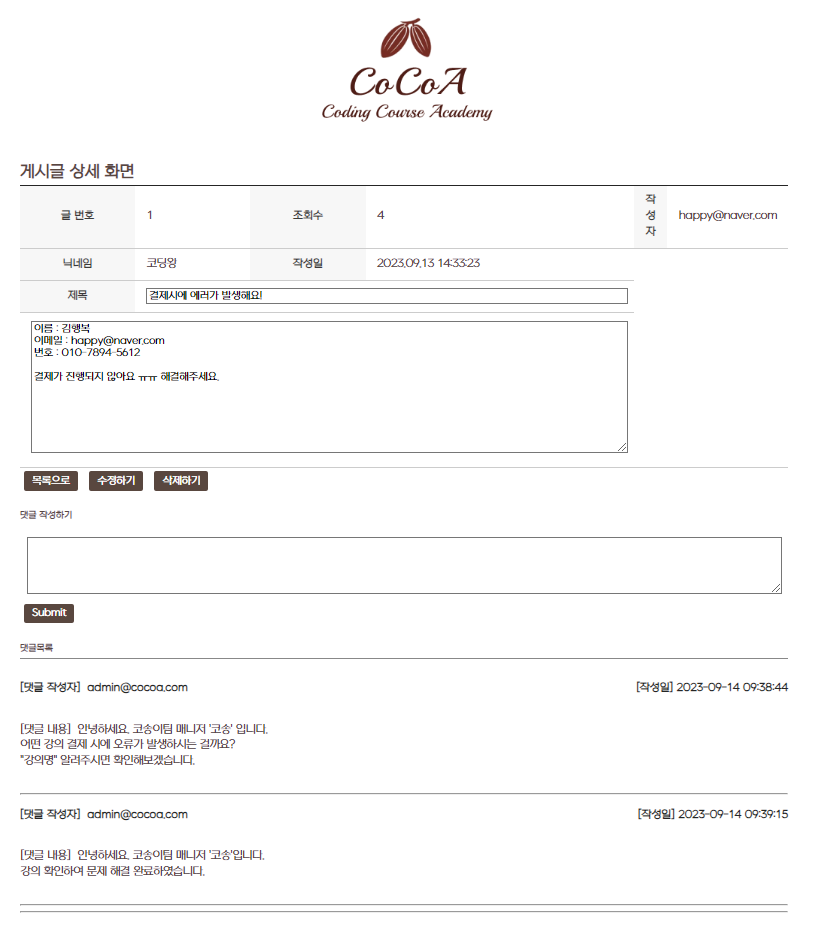 CoCoA
Coding Course Academy
게시글 상세 화면
글 번호 1 조회수 4 작성자 happy@naver.com
닉네임 코딩왕 작성일 2023.09.13 14:33:23
제목 결제시에 에러가 발생해요!
이름 : 김행복
이메일 : happy@naver.com
번호 : 010-7894-5612
결제가 진행되지 않아요 ㅠㅠ 해결해주세요.
목록으로 수정하기 삭제하기
댓글 작성하기
Submit
댓글목록
[댓글 작성자] admin@cocoa.com [작성일] 2023-09-14 09:38:44
[댓글 내용] 안녕하세요. 코송이팀 매니저 '코송' 입니다.
어떤 강의 결제 시에 오류가 발생하시는 걸까요?
"강의명" 알려주시면 확인해보겠습니다.
[댓글 작성자] admin@cocoa.com [작성일] 2023-09-14 09:39:15
[댓글 내용] 안녕하세요. 코송이팀 매니저 '코송'입니다.
강의 확인하여 문제 해결 완료하였습니다.